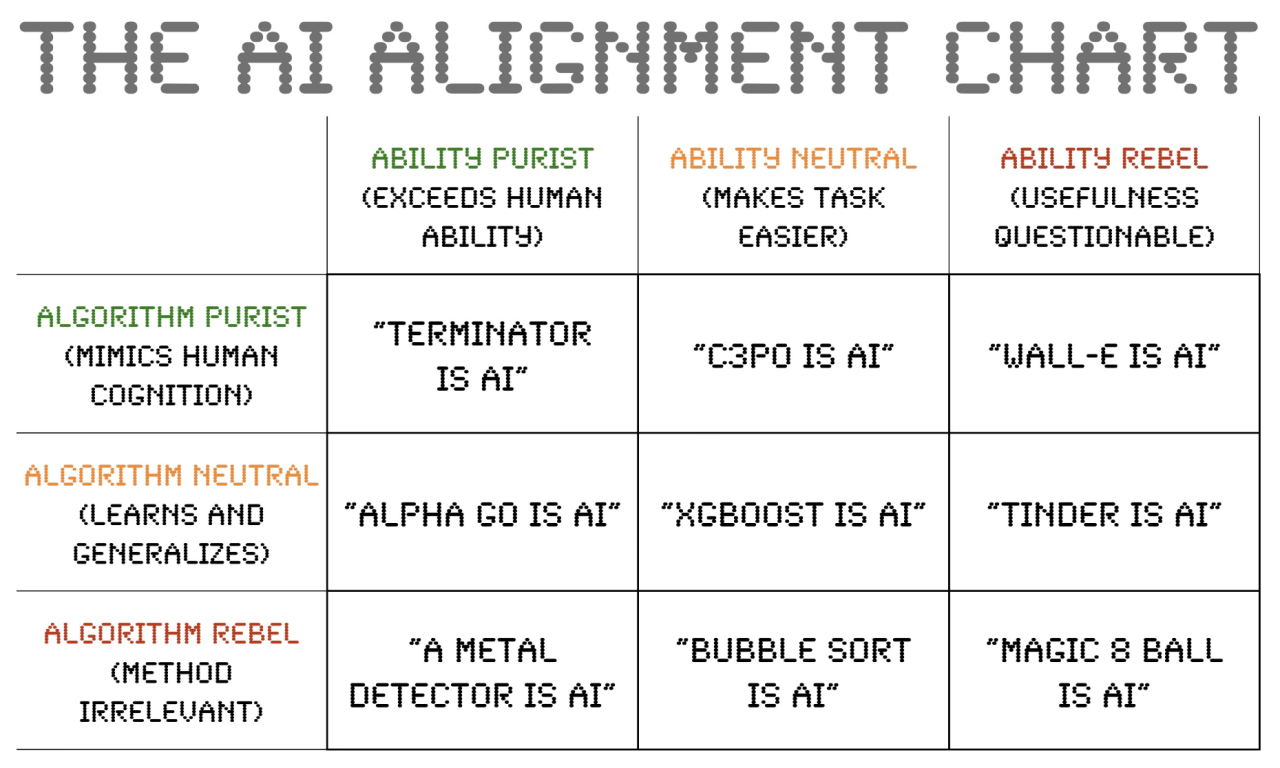 THE AI ALIGNMENT CHART
ABILITY PURIST
(EXCEEDS HUMAN
ABILITY)
ABILITY NEUTRAL
(MAKES TASK
EASIER)
ABILITY REBEL
(USEFULNESS
QUESTIONABLE)
ALGORITHM PURIST
(MIMICS HUMAN
COGNITION)
"TERMINATOR
IS AI"
"C3PO IS AI"
"WALL-E IS AI"
ALGORITHM NEUTRAL
(LEARNS AND
GENERALIZES)
"ALPHA GO IS AI"
"XGBOOST IS AI"
"TINDER IS AI"
ALGORITHM REBEL
(METHOD
IRRELEVANT)
"A METAL
DETECTOR IS AI"
"BUBBLE SORT
IS AI"
"MAGIC 8 BALL
IS AI"